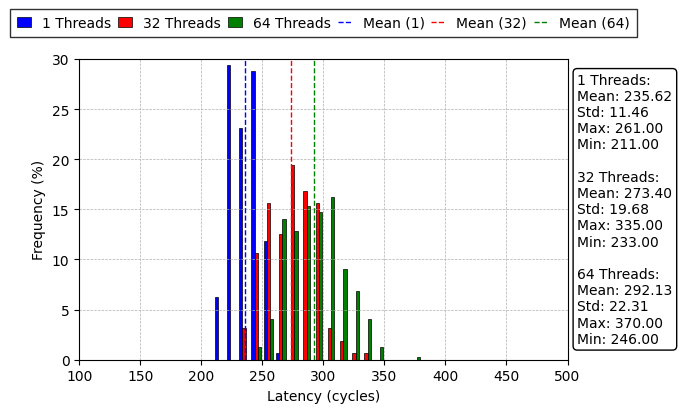 1 Threads 32 Threads 64 Threads Mean (1) Mean (32) Mean (64)
30
25
20
15
10
5
0
Frequency (%)
100 150 200 250 300 350 400 450 500
Latency (cycles)
1 Threads:
Mean: 235.62
Std: 11.46
Max: 261.00
Min: 211.00
32 Threads:
Mean: 273.40
Std: 19.68
Max: 335.00
Min: 233.00
64 Threads:
Mean: 292.13
Std: 22.31
Max: 370.00
Min: 246.00